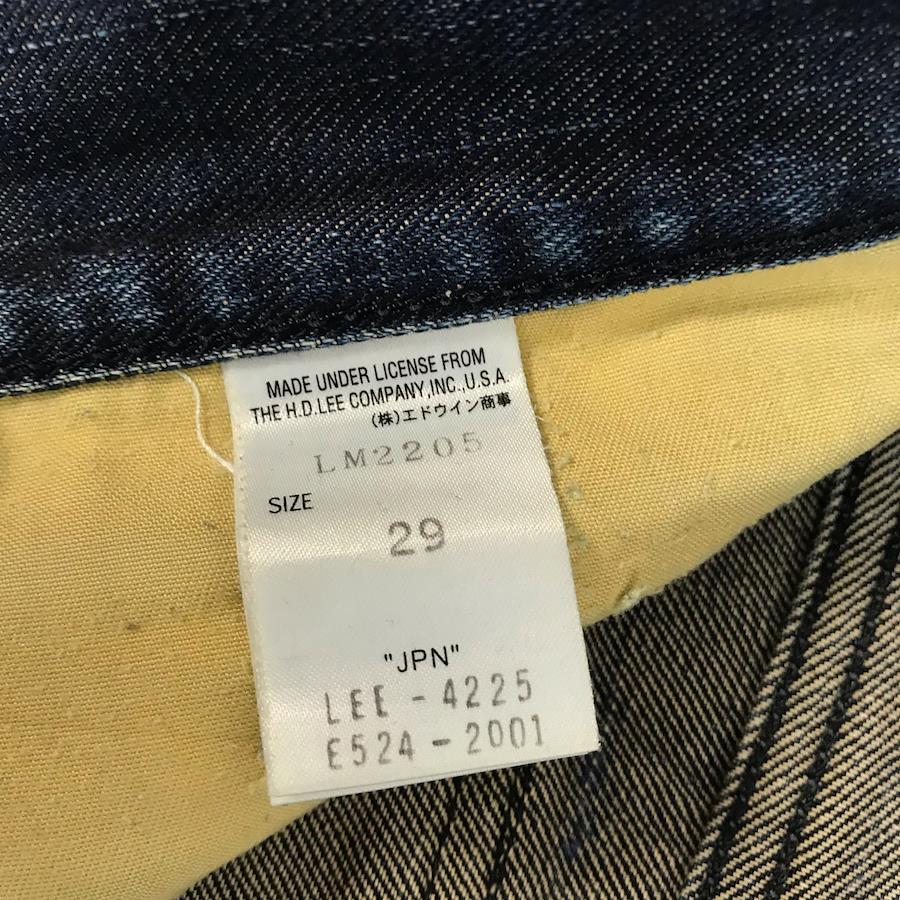 MADE UNDER LICENSE FROM
THE H.D.LEE COMPANY,INC.,U.S.A.
(株)エドウイン商事
LM2205
SIZE
29
"JPN"
LEE-4225
E524-2001